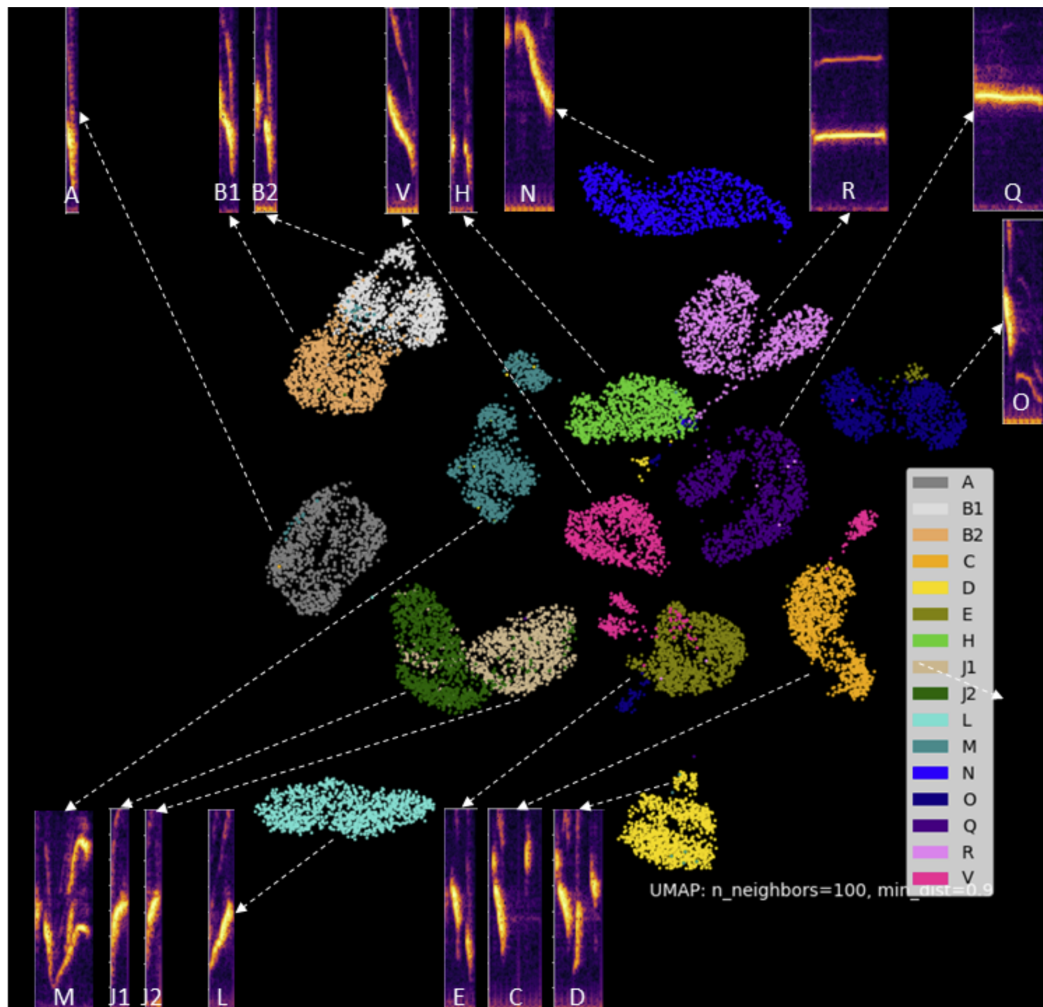 A
B1
B2
V
H
N
R
Q
O
A
B1
B2
C
D
E
H
J1
J2
L
M
N
O
Q
R
V
UMAP: n_neighbors=100, min_dist=0.9
M
J1
J2
L
E
C
D